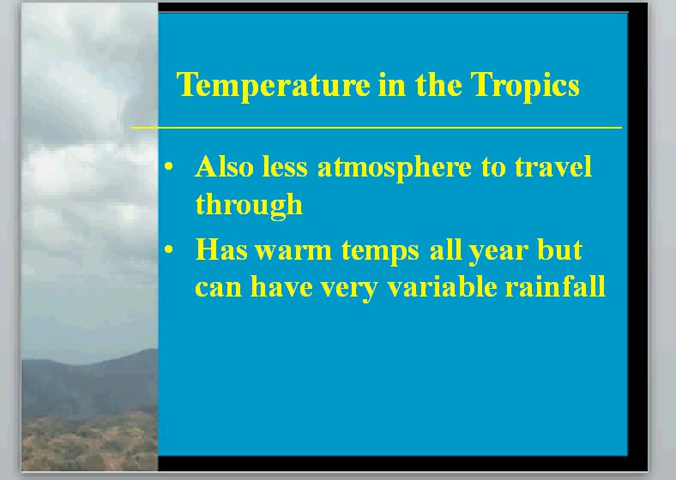 Temperature in the Tropics
• Also less atmosphere to travel
through
• Has warm temps all year but
can have very variable rainfall